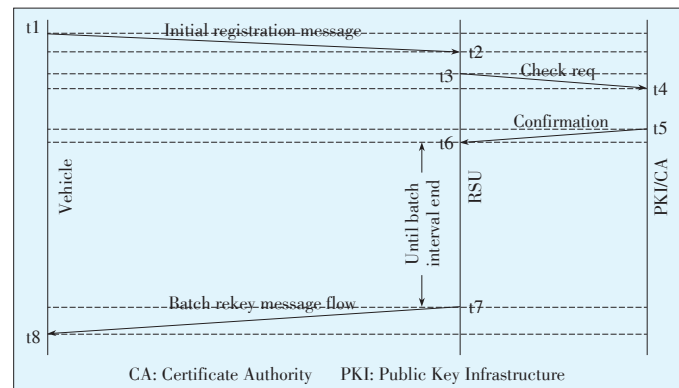 t1
Initial registration message
t2
t3
Check req
t4
t5
Confirmation
t6
Vehicle
Until batch
interval end
RSU
PKI/CA
Batch rekey message flow
t7
t8
CA: Certificate Authority PKI: Public Key Infrastructure